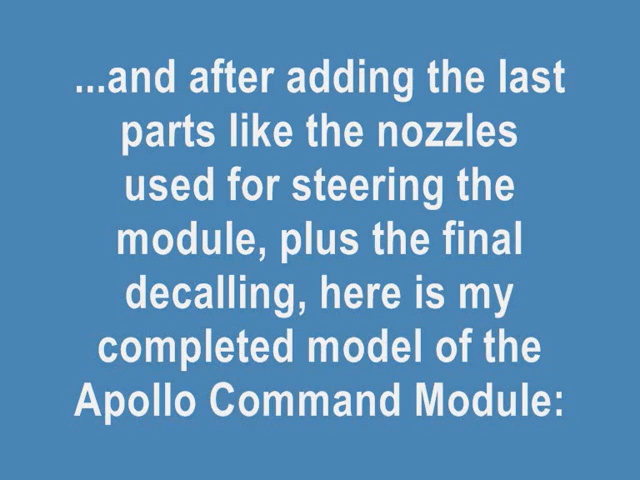 ...and after adding the last
parts like the nozzles
used for steering the
module, plus the final
decalling, here is my
completed model of the
Apollo Command Module: